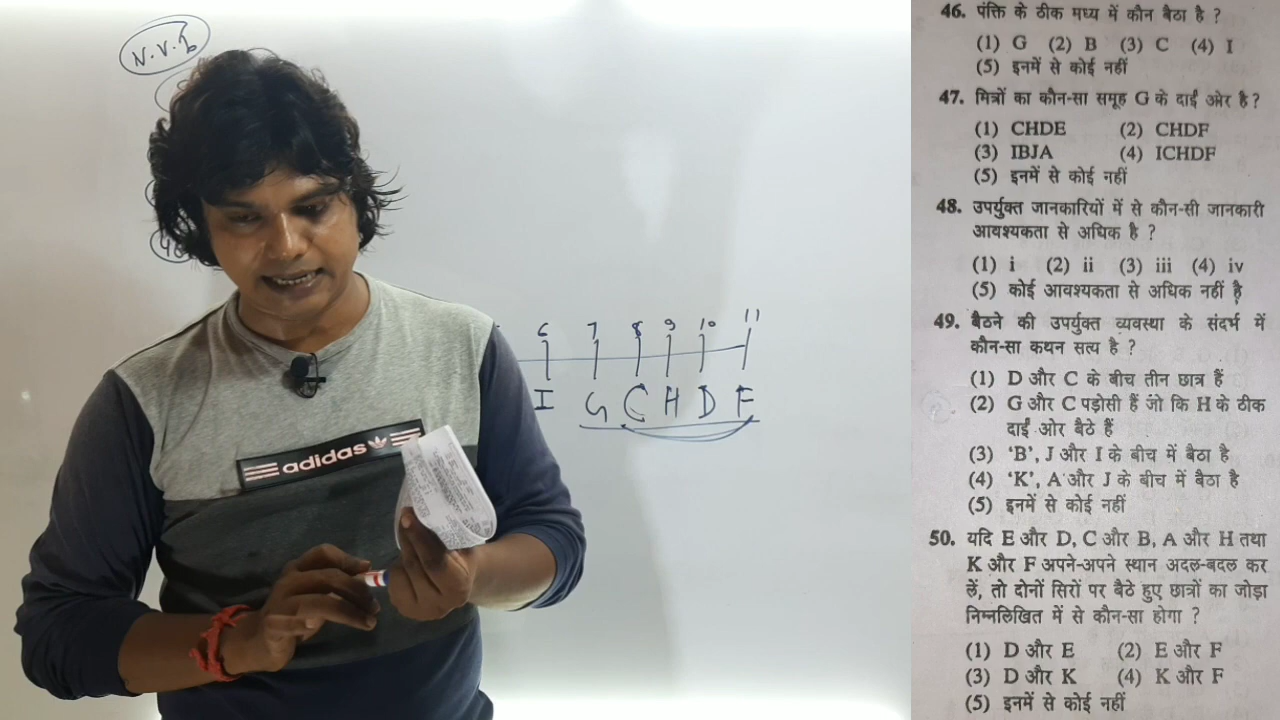 N.V.
6 7 8 9 10 11
I G C H D F
adidas
46. पंक्ति के ठीक मध्य में कौन बैठा है ?
(1) G (2) B (3) C (4) I
(5) इनमें से कोई नहीं
47. मित्रों का कौन-सा समूह G के दाईं ओर है ?
(1) CHDE (2) CHDF
(3) IBJA (4) ICHDF
(5) इनमें से कोई नहीं
48. उपर्युक्त जानकारियों में से कौन-सी जानकारी
आवश्यकता से अधिक है ?
(1) i (2) ii (3) iii (4) iv
(5) कोई आवश्यकता से अधिक नहीं है
49. बैठने की उपर्युक्त व्यवस्था के संदर्भ में
कौन-सा कथन सत्य है ?
(1) D और C के बीच तीन छात्र हैं
(2) G और C पड़ोसी हैं जो कि H के ठीक
दाईं ओर बैठे हैं
(3) ‘B’, J और I के बीच में बैठा है
(4) ‘K’, A और J के बीच में बैठा है
(5) इनमें से कोई नहीं
50. यदि E और D, C और B, A और H तथा
K और F अपने-अपने स्थान अदल-बदल कर
लें, तो दोनों सिरों पर बैठे हुए छात्रों का जोड़ा
निम्नलिखित में से कौन-सा होगा ?
(1) D और E (2) E और F
(3) D और K (4) K और F
(5) इनमें से कोई नहीं